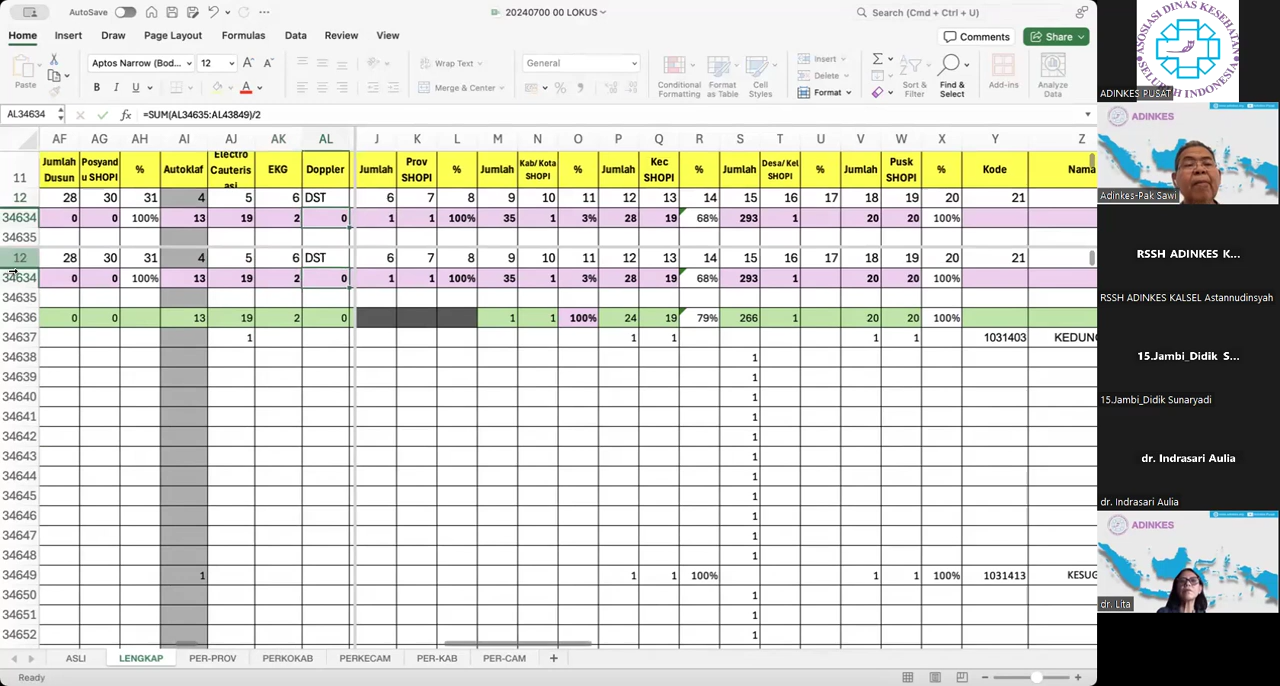 AutoSave
20240700 00 LOKUS
Search (Cmd + Ctrl + U)
Home Insert Draw Page Layout Formulas Data Review View
Comments Share
Paste
Aptos Narrow (Bod... 12
B I U
Wrap Text
Merge & Center
General
Conditional Formatting
Format as Table
Cell Styles
Insert
Delete
Format
Sort & Filter
Find & Select
Add-ins
Analyze Data
AL34634 fx =SUM(AL34635:AL43849)/2
AF AG AH AI AJ AK AL J K L M N O P Q R S T U V W X Y Z
11 Jumlah Dusun Posyandu SHOPI % Autoklaf Electro Cauterisasi EKG Doppler Jumlah Prov SHOPI % Jumlah Kab/Kota SHOPI % Jumlah Kec SHOPI % Jumlah Desa/Kel SHOPI % Jumlah Pusk SHOPI % Kode Nama
12 28 30 31 4 5 6 DST 6 7 8 9 10 11 12 13 14 15 16 17 18 19 20 21
34634 0 0 100% 13 19 2 0 1 1 100% 35 1 3% 28 19 68% 293 1 20 20 100%
34635
12 28 30 31 4 5 6 DST 6 7 8 9 10 11 12 13 14 15 16 17 18 19 20 21
34634 0 0 100% 13 19 2 0 1 1 100% 35 1 3% 28 19 68% 293 1 20 20 100%
34635
34636 0 0 13 19 2 0 1 1 100% 24 19 79% 266 1 20 20 100%
34637 1 1 1 1 1 1031403 KEDUN
34638 1
34639 1
34640 1
34641 1
34642 1
34643 1
34644 1
34645 1
34646 1
34647 1
34648 1
34649 1 1 1 100% 1 1 100% 1031413 KESUG
34650 1
34651 1
34652 1
ASLI LENGKAP PER-PROV PERKOKAB PERKECAM PER-KAB PER-CAM +
Ready
ASOSIASI DINAS KESEHATAN
SELURUH INDONESIA
ADINKES PUSAT
ADINKES
Adinkes-Pak Sawi
RSSH ADINKES K...
RSSH ADINKES KALSEL Astannudinsyah
15.Jambi_Didik S...
15.Jambi_Didik Sunaryadi
dr. Indrasari Aulia
dr. Indrasari Aulia
ADINKES
dr. Lita